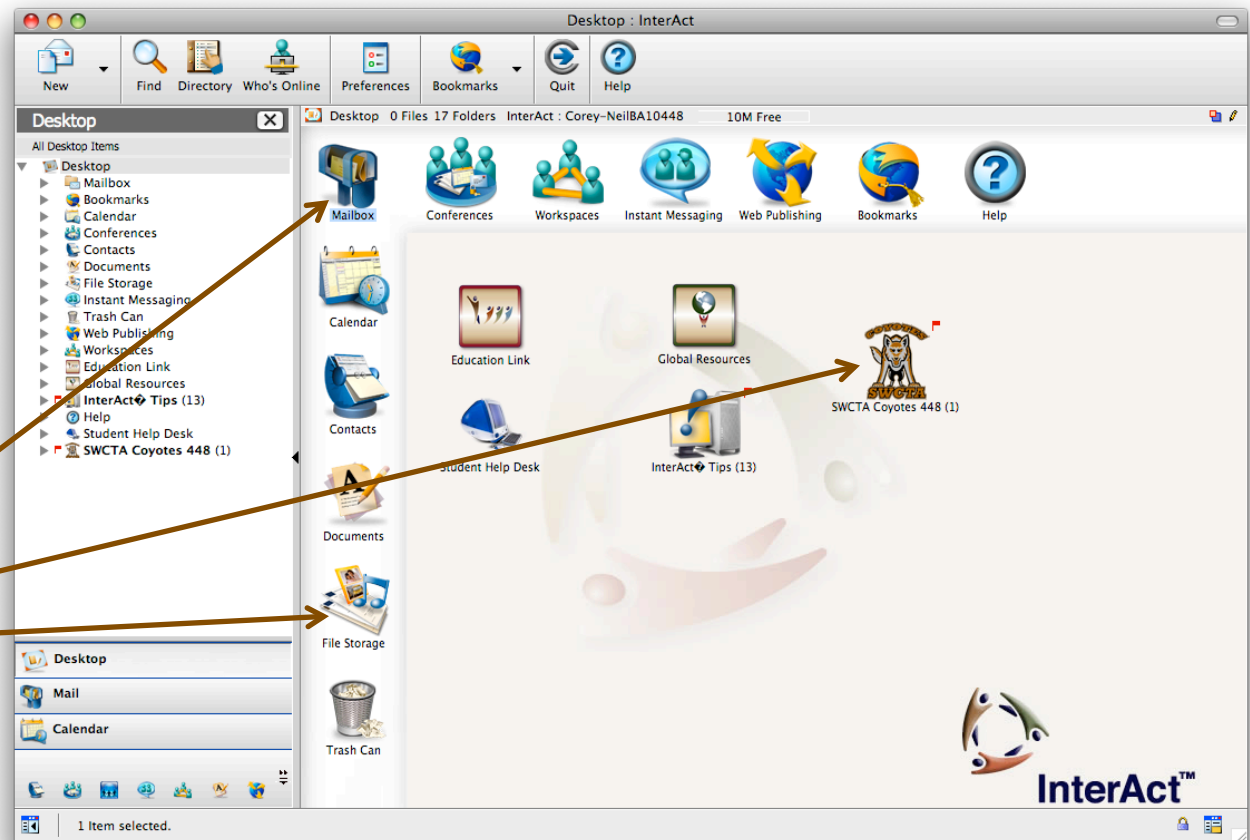 Desktop : InterAct
New Find Directory Who's Online Preferences Bookmarks Quit Help
Desktop
All Desktop Items
Desktop
Mailbox
Bookmarks
Calendar
Conferences
Contacts
Documents
File Storage
Instant Messaging
Trash Can
Web Publishing
Workspaces
Education Link
Global Resources
InterAct� Tips (13)
Help
Student Help Desk
SWCTA Coyotes 448 (1)
Desktop
Mail
Calendar
1 Item selected.
Desktop 0 Files 17 Folders InterAct : Corey-NeilBA10448 10M Free
Mailbox Conferences Workspaces Instant Messaging Web Publishing Bookmarks Help
Calendar
Contacts
Documents
File Storage
Trash Can
Education Link Global Resources
COYOTES
SWCTA
SWCTA Coyotes 448 (1)
Student Help Desk InterAct� Tips (13)
InterAct™